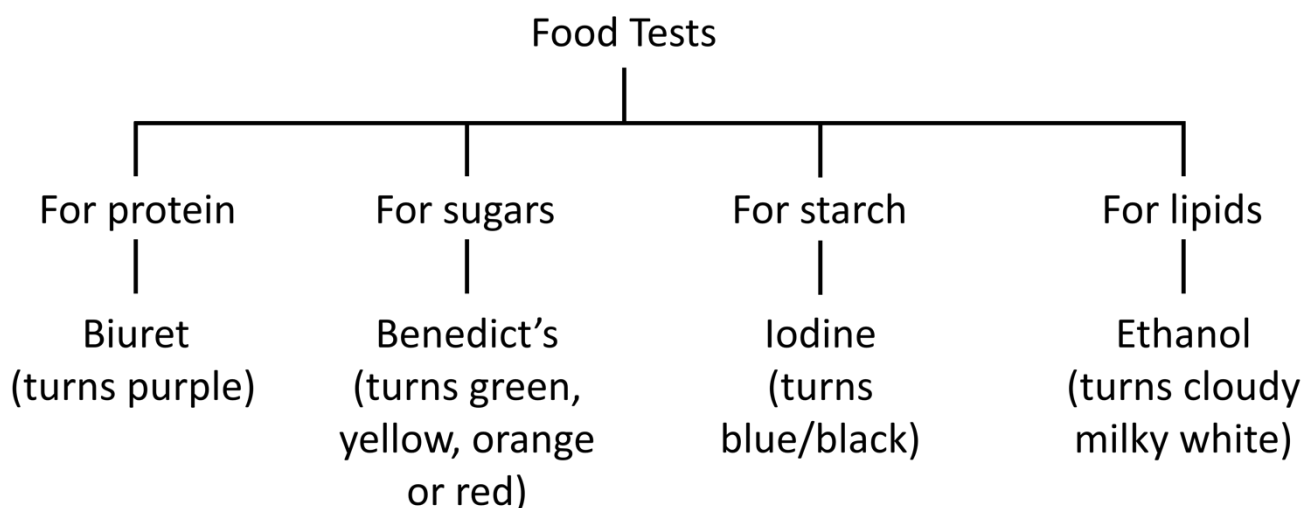 Food Tests
For protein
For sugars
For starch
For lipids
Biuret
(turns purple)
Benedict’s
(turns green,
yellow, orange
or red)
Iodine
(turns
blue/black)
Ethanol
(turns cloudy
milky white)